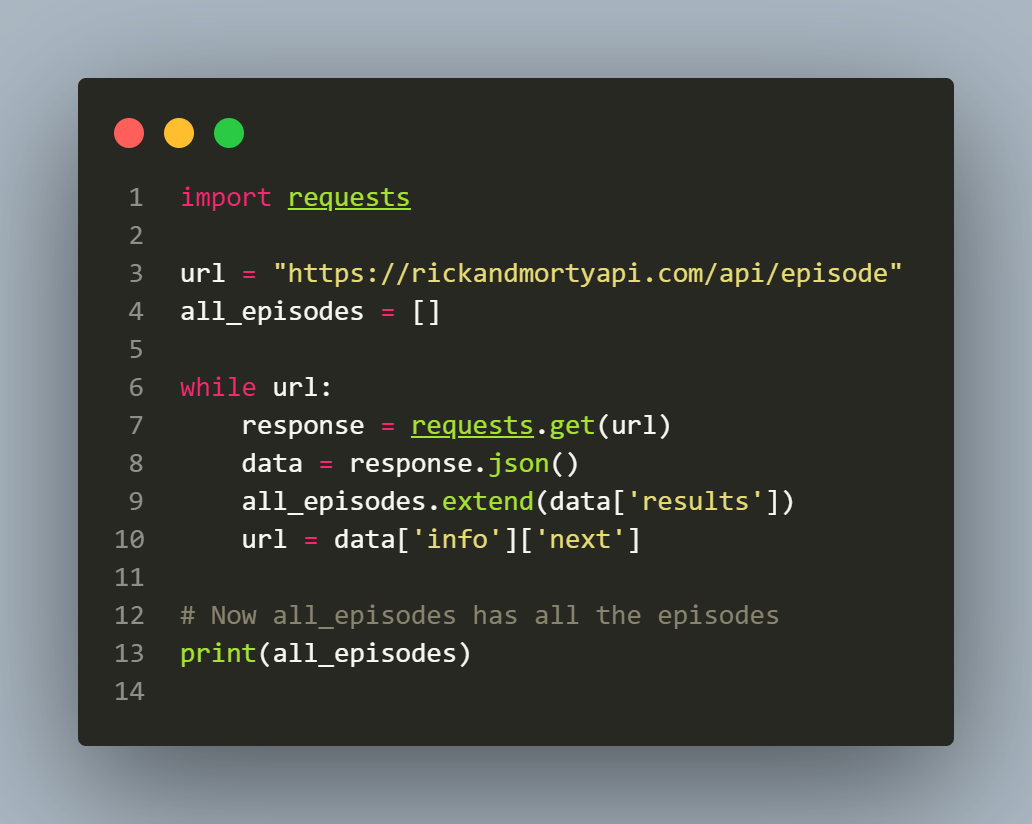 1 import requests
2
3 url = "https://rickandmortyapi.com/api/episode"
4 all_episodes = []
5
6 while url:
7     response = requests.get(url)
8     data = response.json()
9     all_episodes.extend(data['results'])
10     url = data['info']['next']
11
12 # Now all_episodes has all the episodes
13 print(all_episodes)
14